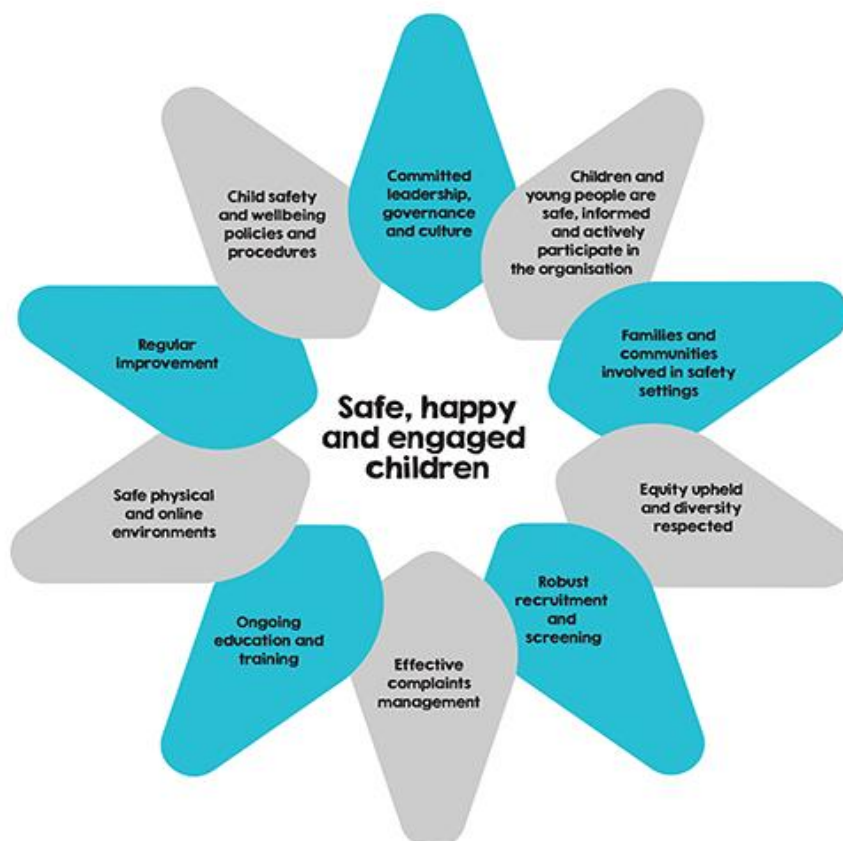 Committed
leadership,
governance
and culture
Children and
young people are
safe, informed
and actively
participate in
the organisation
Families and
communities
involved in safety
settings
Equity upheld
and diversity
respected
Robust
recruitment
and
screening
Effective
complaints
management
Ongoing
education and
training
Safe physical
and online
environments
Regular
improvement
Child safety
and wellbeing
policies and
procedures
Safe, happy
and engaged
children